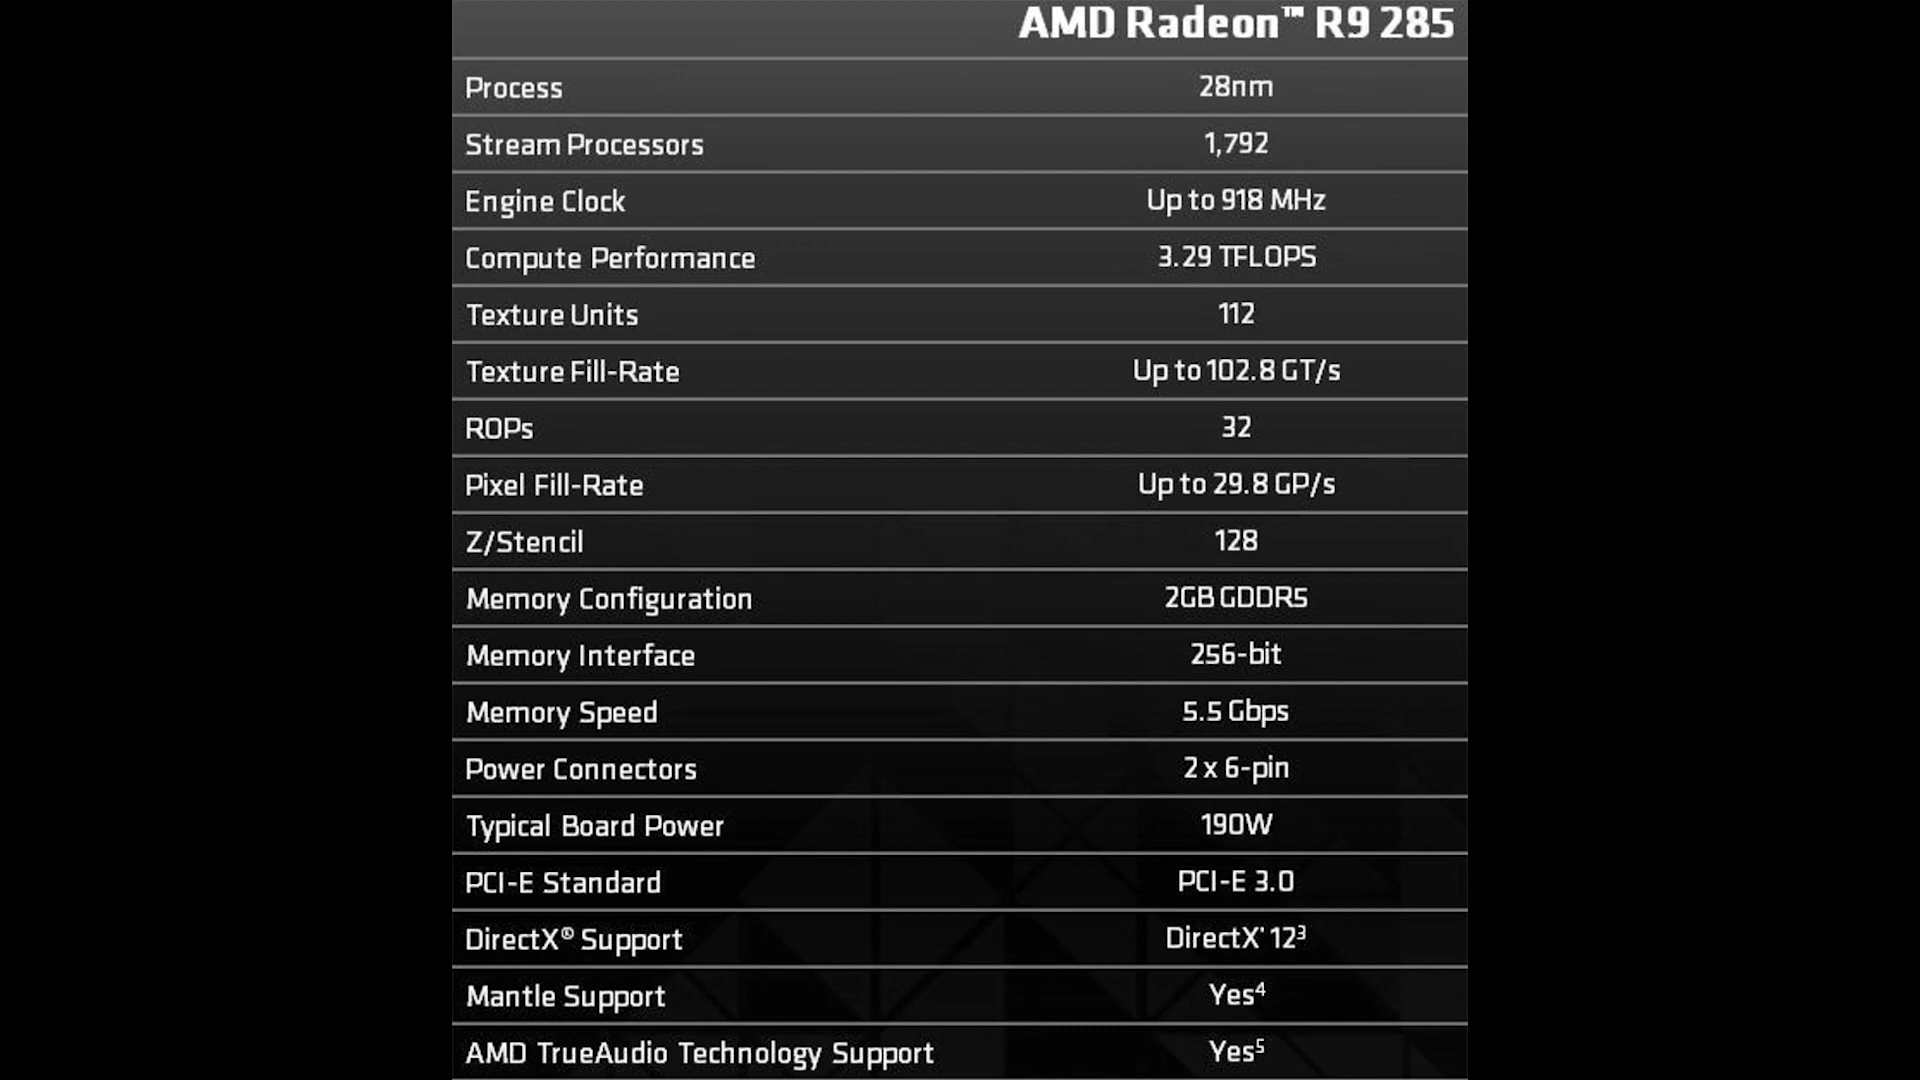 AMD Radeon™ R9 285
Process 28nm
Stream Processors 1,792
Engine Clock Up to 918 MHz
Compute Performance 3.29 TFLOPS
Texture Units 112
Texture Fill-Rate Up to 102.8 GT/s
ROPs 32
Pixel Fill-Rate Up to 29.8 GP/s
Z/Stencil 128
Memory Configuration 2GB GDDR5
Memory Interface 256-bit
Memory Speed 5.5 Gbps
Power Connectors 2 x 6-pin
Typical Board Power 190W
PCI-E Standard PCI-E 3.0
DirectX® Support DirectX® 12³
Mantle Support Yes⁴
AMD TrueAudio Technology Support Yes⁵